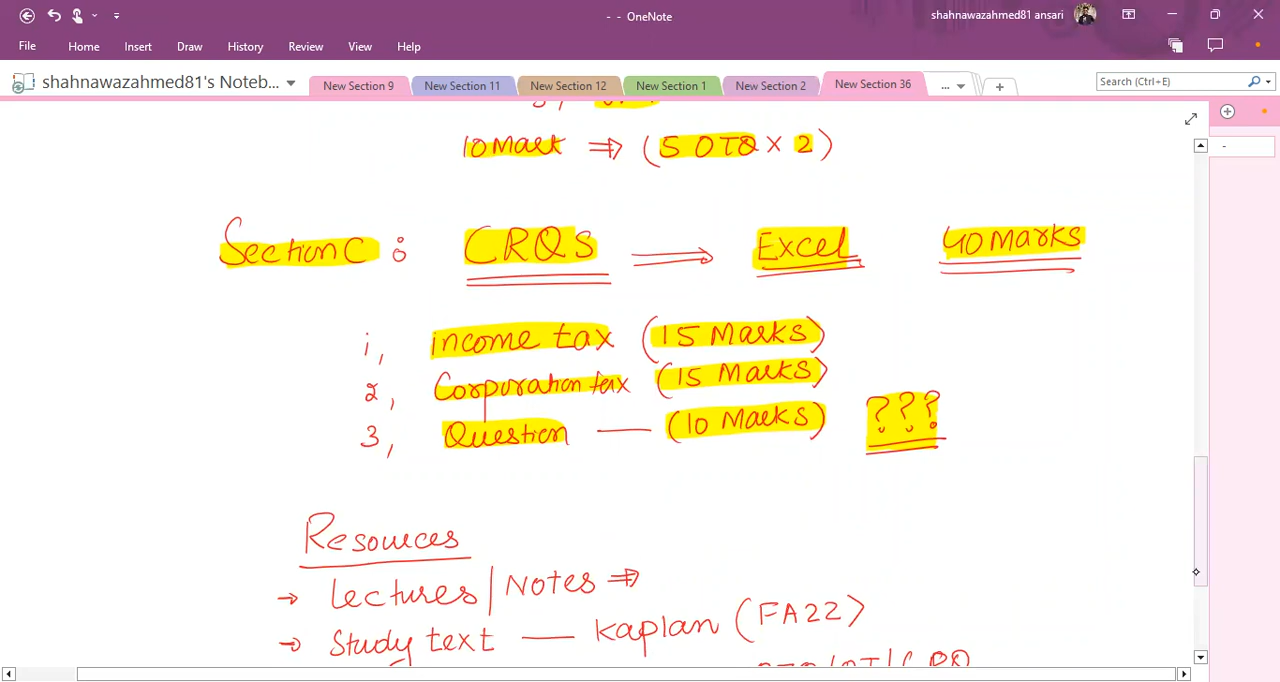 - - OneNote
shahnawazahmed81 ansari
File Home Insert Draw History Review View Help
shahnawazahmed81's Noteb... New Section 9 New Section 11 New Section 12 New Section 1 New Section 2 New Section 36 ... +
Search (Ctrl+E)
10 Mark ⇒ (5 OTQ × 2)
Section C : CRQS ⇒ Excel 40 Marks
i, income tax (15 Marks)
2, Corporation tax (15 Marks)
3, Question — (10 Marks) ???
Resources
→ Lectures | Notes ⇒
→ Study text — Kaplan (FA22)